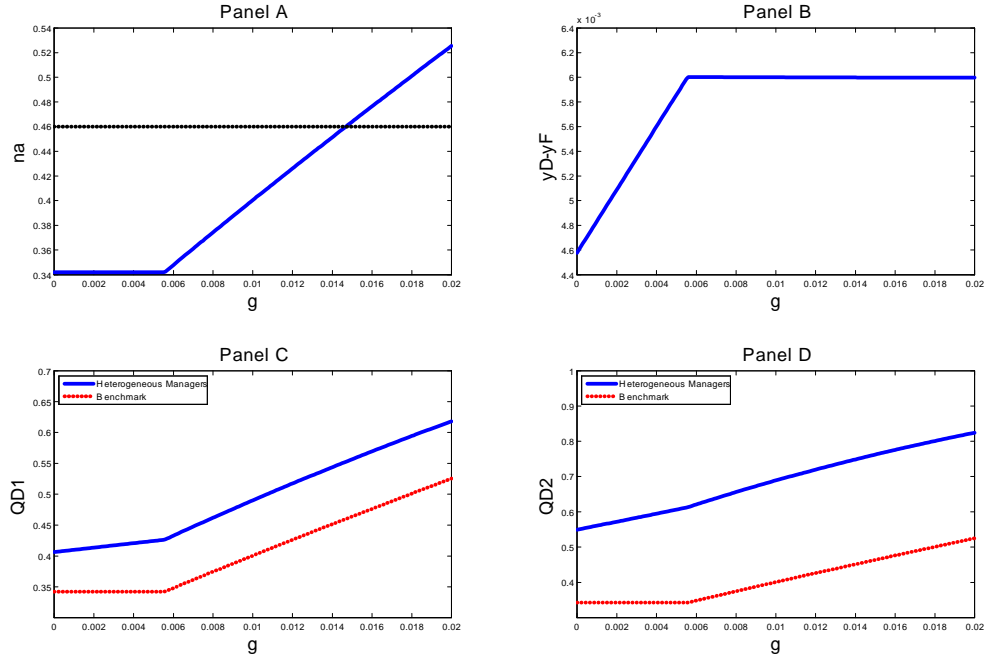 Panel A
0.54
0.52
0.5
0.48
0.46
0.44
0.42
0.4
0.38
0.36
0.34
na
0 0.002 0.004 0.006 0.008 0.01 0.012 0.014 0.016 0.018 0.02
g
Panel B
x 10-3
6.4
6.2
6
5.8
5.6
5.4
5.2
5
4.8
4.6
4.4
yD-yF
0 0.002 0.004 0.006 0.008 0.01 0.012 0.014 0.016 0.018 0.02
g
Panel C
0.7
0.65
0.6
0.55
0.5
0.45
0.4
0.35
QD1
Heterogeneous Managers
Benchmark
0 0.002 0.004 0.006 0.008 0.01 0.012 0.014 0.016 0.018 0.02
g
Panel D
1
0.9
0.8
0.7
0.6
0.5
0.4
QD2
Heterogeneous Managers
Benchmark
0 0.002 0.004 0.006 0.008 0.01 0.012 0.014 0.016 0.018 0.02
g